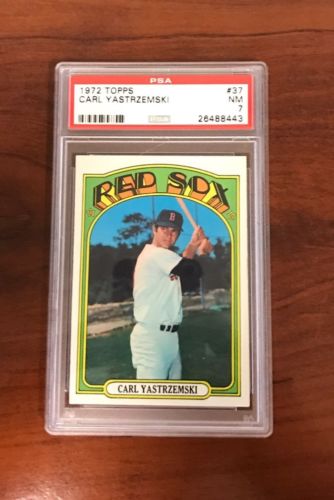 PSA
1972 TOPPS #37
CARL YASTRZEMSKI NM
7
26488443
RED SOX
B
CARL YASTRZEMSKI